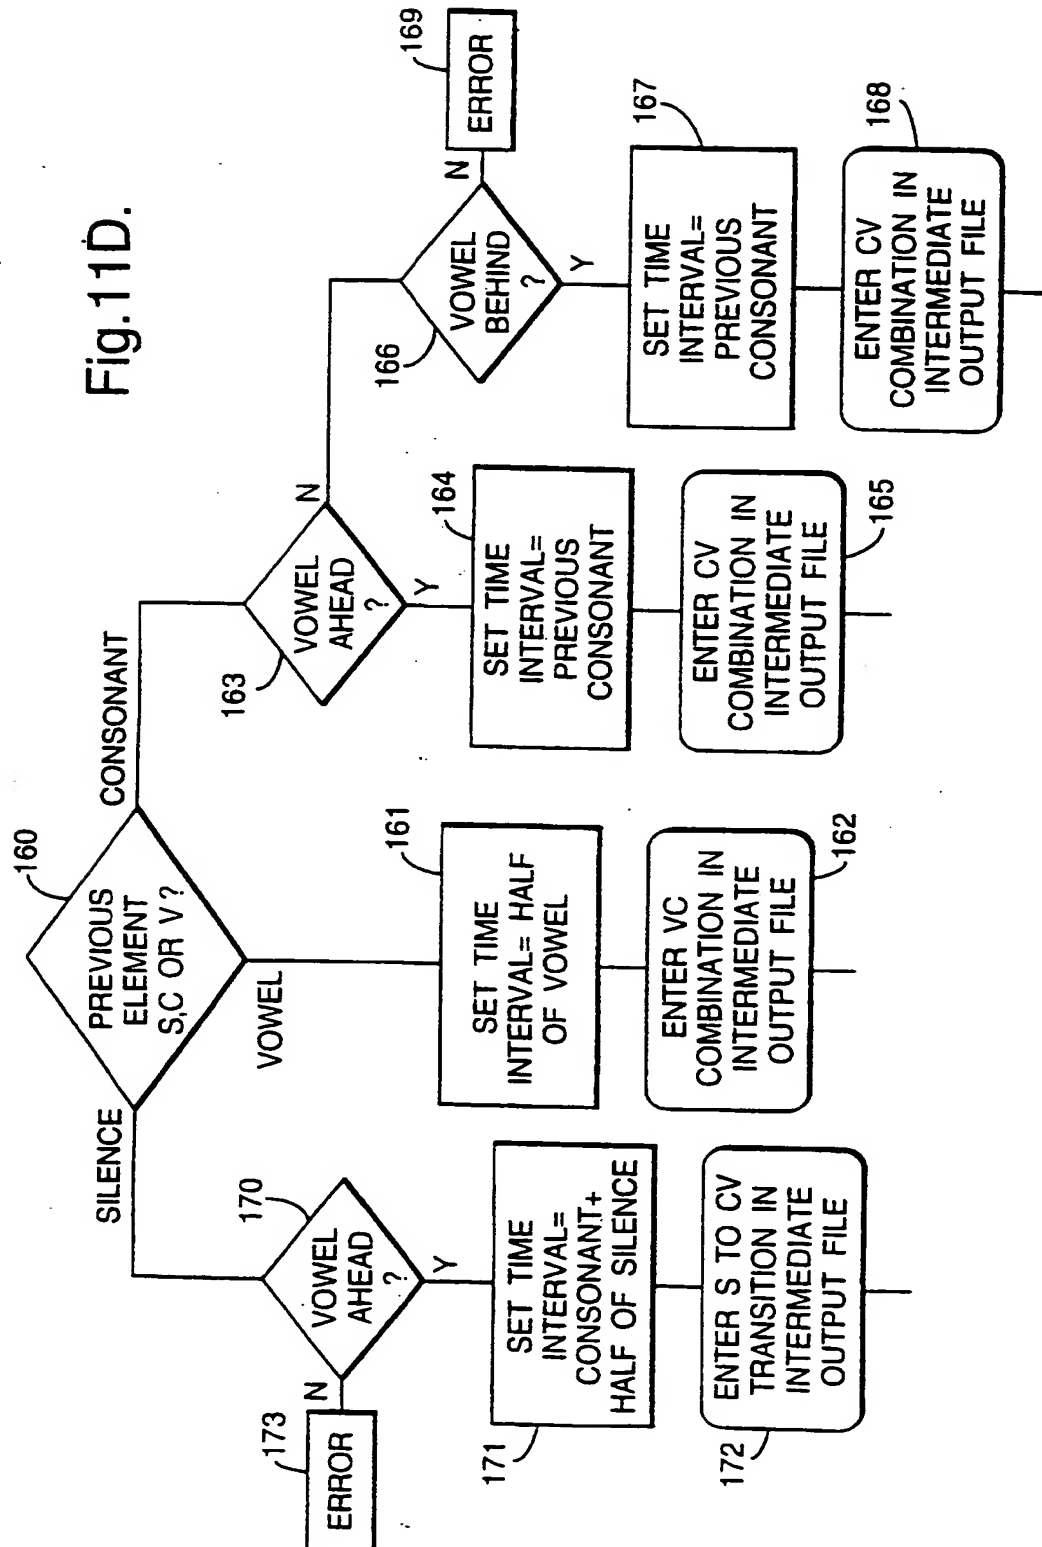 Fig.11D.
160
PREVIOUS
ELEMENT
S,C OR V?
SILENCE
VOWEL
CONSONANT
170
VOWEL
AHEAD
?
N
Y
173
ERROR
171
SET TIME
INTERVAL=
CONSONANT+
HALF OF SILENCE
172
ENTER S TO CV
TRANSITION IN
INTERMEDIATE
OUTPUT FILE
161
SET TIME
INTERVAL= HALF
OF VOWEL
162
ENTER VC
COMBINATION IN
INTERMEDIATE
OUTPUT FILE
163
VOWEL
AHEAD
?
N
Y
164
SET TIME
INTERVAL=
PREVIOUS
CONSONANT
165
ENTER CV
COMBINATION IN
INTERMEDIATE
OUTPUT FILE
166
VOWEL
BEHIND
?
N
Y
169
ERROR
167
SET TIME
INTERVAL=
PREVIOUS
CONSONANT
168
ENTER CV
COMBINATION IN
INTERMEDIATE
OUTPUT FILE